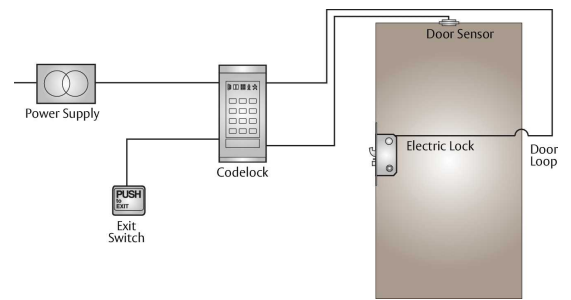 Power Supply
PUSH
to
EXIT
Exit
Switch
Codelock
Door Sensor
Electric Lock
Door
Loop